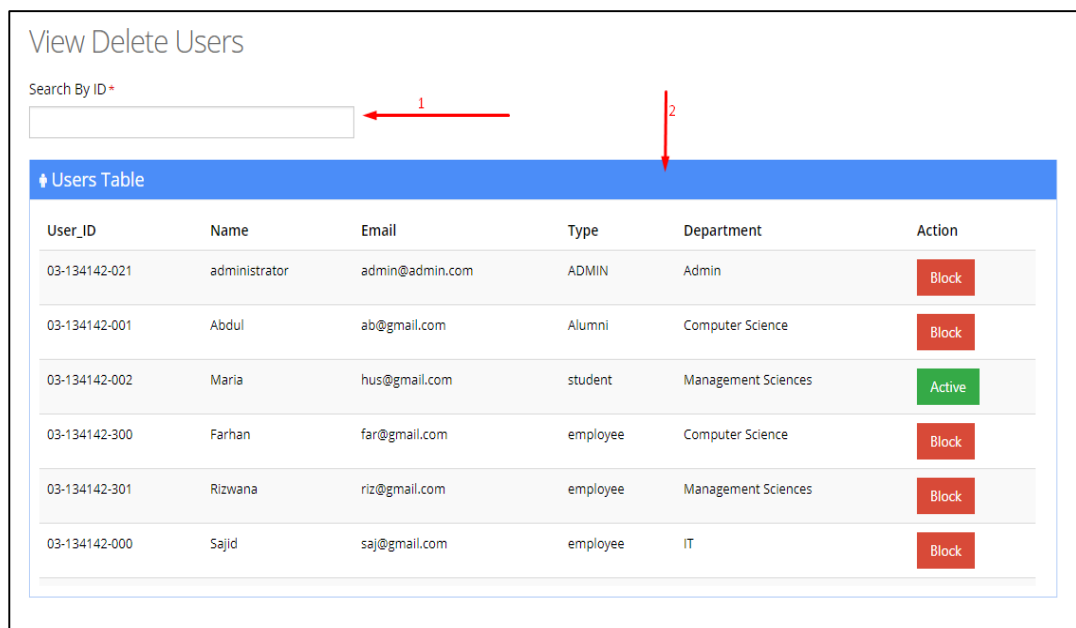 View Delete Users
Search By ID*
1
2
Users Table
User_ID Name Email Type Department Action
03-134142-021 administrator admin@admin.com ADMIN Admin Block
03-134142-001 Abdul ab@gmail.com Alumni Computer Science Block
03-134142-002 Maria hus@gmail.com student Management Sciences Active
03-134142-300 Farhan far@gmail.com employee Computer Science Block
03-134142-301 Rizwana riz@gmail.com employee Management Sciences Block
03-134142-000 Sajid saj@gmail.com employee IT Block